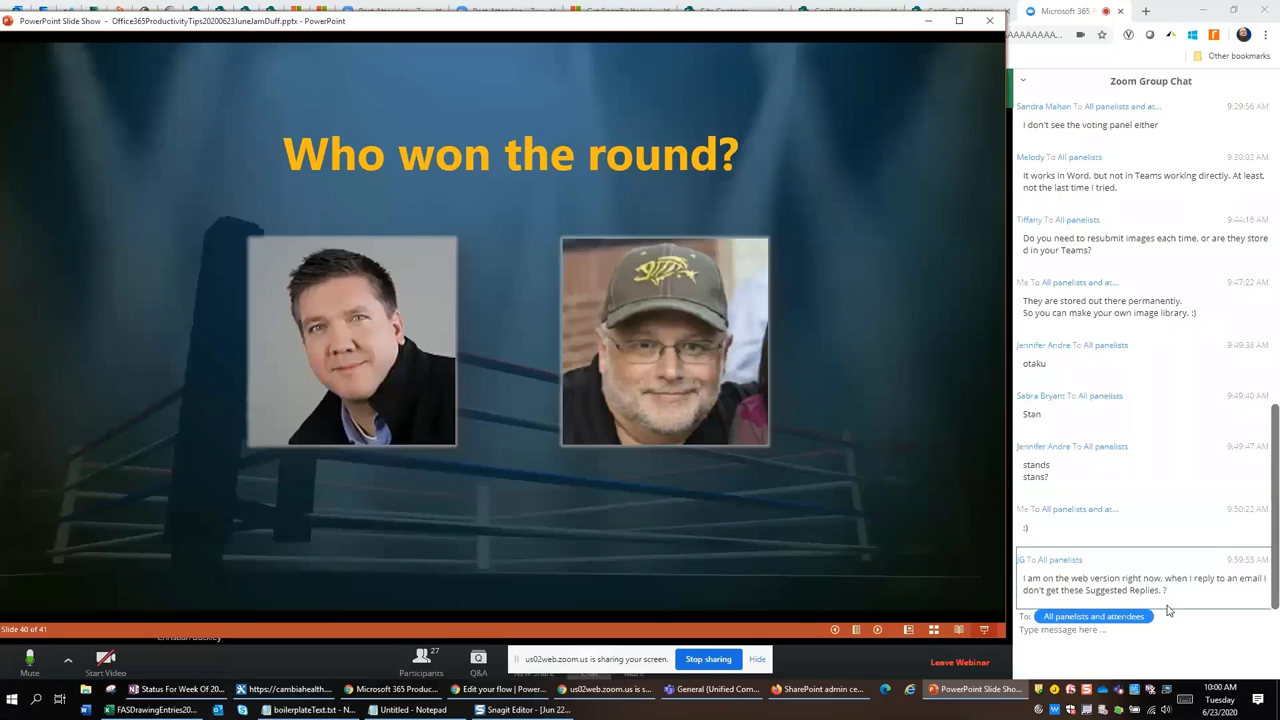 PowerPoint Slide Show - Office365ProductivityTips20200623JuneJamDuff.pptx - PowerPoint
Microsoft 365 P
Other bookmarks
Who won the round?
Zoom Group Chat
Sandra Mahan To All panelists and at... 9:29:56 AM
I don't see the voting panel either
Melody To All panelists 9:30:02 AM
It works in Word, but not in Teams working directly. At least,
not the last time I tried.
Tiffany To All panelists 9:44:16 AM
Do you need to resubmit images each time, or are they store
d in your Teams?
Me To All panelists and at... 9:47:22 AM
They are stored out there permanently.
So you can make your own image library. :)
Jennifer Andre To All panelists 9:49:38 AM
otaku
Sabra Bryant To All panelists 9:49:40 AM
Stan
Jennifer Andre To All panelists 9:49:47 AM
stands
stans?
Me To All panelists and at... 9:50:22 AM
:)
JG To All panelists 9:59:53 AM
I am on the web version right now, when I reply to an email I
don't get these Suggested Replies. ?
To: All panelists and attendees
Type message here ...
Slide 40 of 41
Mute
Start Video
27
Participants
Q&A
us02web.zoom.us is sharing your screen.
Stop sharing
Hide
Leave Webinar
Status For Week Of 20...
https://cambiahealth.
Microsoft 365 Produc...
Edit your flow | Power...
us02web.zoom.us is s...
General (Unified Com...
SharePoint admin ce...
PowerPoint Slide Sho...
FASDrawingEntries20...
boilerplateText.txt - N...
Untitled - Notepad
Snagit Editor - [Jun 22...
10:00 AM
Tuesday
6/23/2020